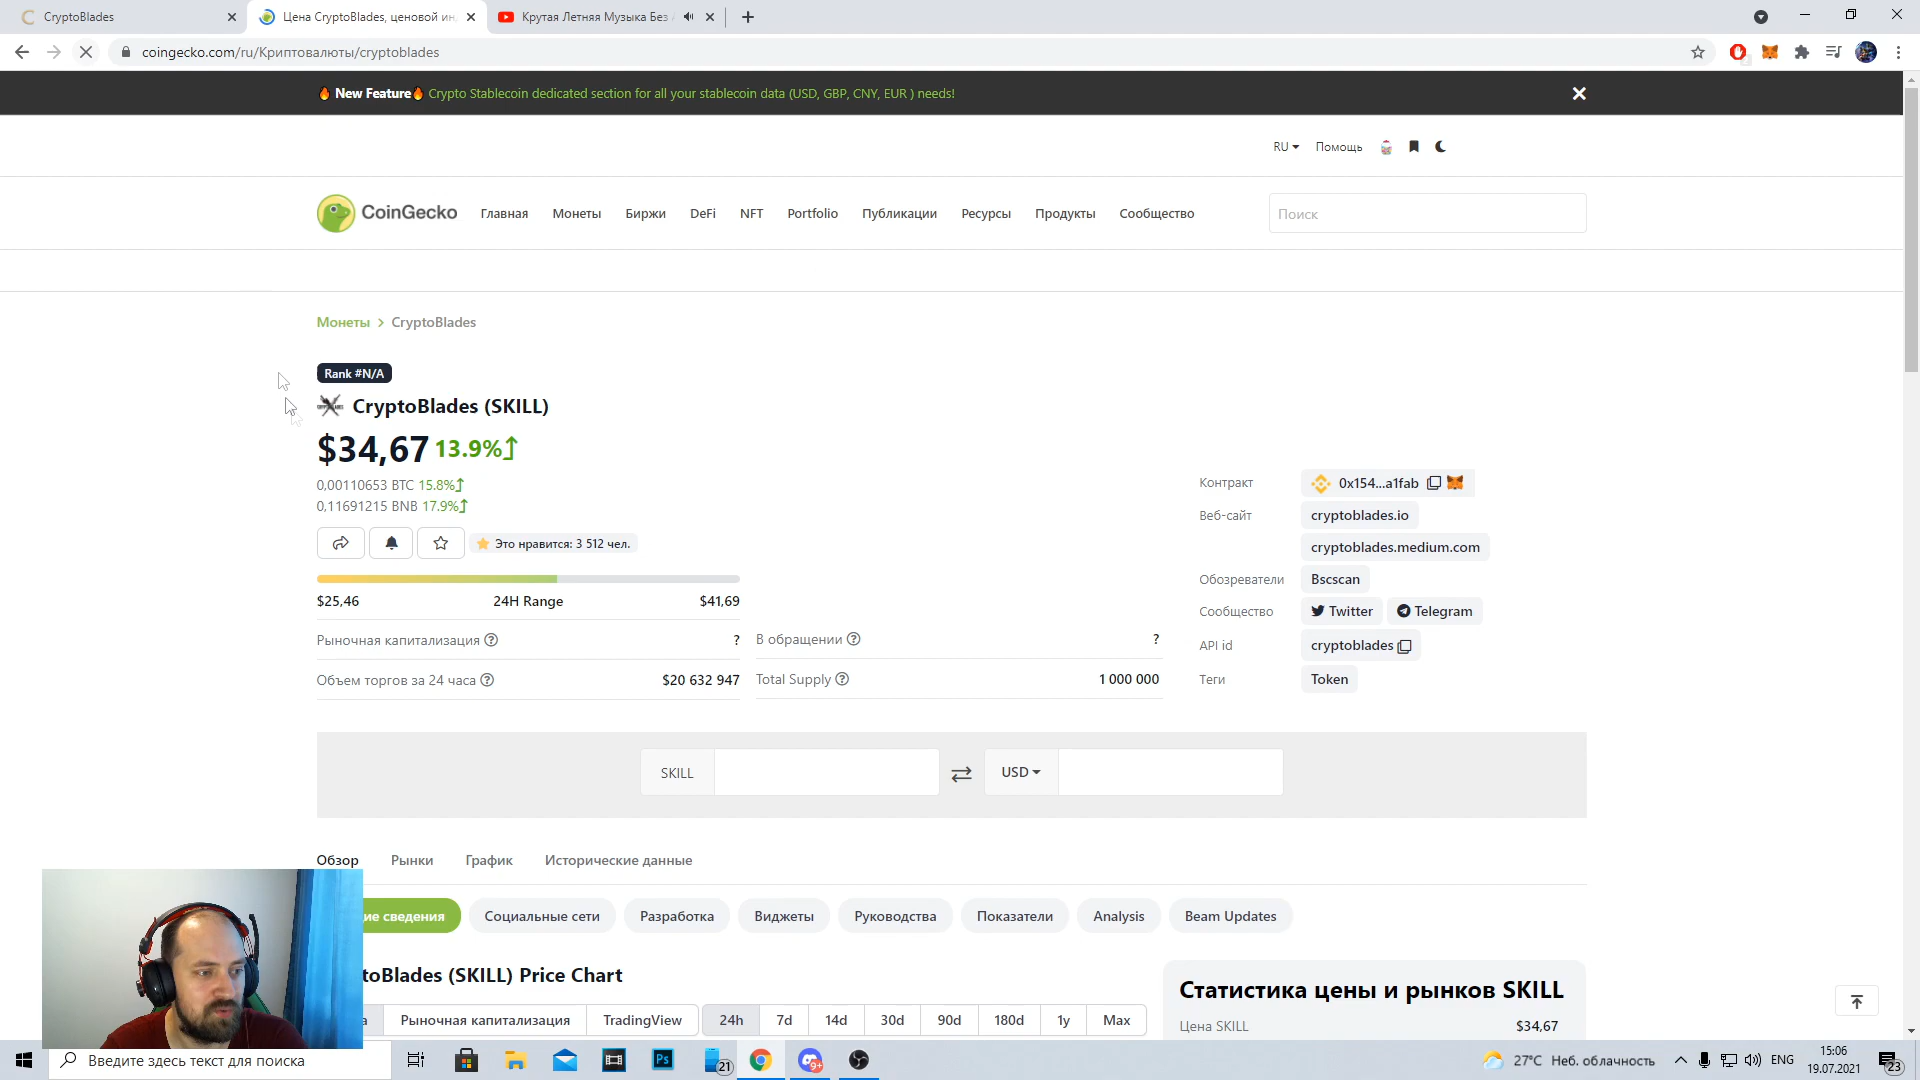 CryptoBlades
Цена CryptoBlades, ценовой ин
Крутая Летняя Музыка Без
coingecko.com/ru/Криптовалюты/cryptoblades
New Feature Crypto Stablecoin dedicated section for all your stablecoin data (USD, GBP, CNY, EUR ) needs!
RU Помощь
CoinGecko Главная Монеты Биржи DeFi NFT Portfolio Публикации Ресурсы Продукты Сообщество Поиск
Монеты > CryptoBlades
Rank #N/A
CryptoBlades (SKILL)
$34,67 13.9%
0,00110653 BTC 15.8%
0,11691215 BNB 17.9%
Это нравится: 3 512 чел.
$25,46 24H Range $41,69
Рыночная капитализация ?
В обращении ?
Объем торгов за 24 часа $20 632 947
Total Supply 1 000 000
Контракт 0x154...a1fab
Веб-сайт cryptoblades.io
cryptoblades.medium.com
Обозреватели Bscscan
Сообщество Twitter Telegram
API id cryptoblades
Теги Token
SKILL USD
Обзор Рынки График Исторические данные
ие сведения Социальные сети Разработка Виджеты Руководства Показатели Analysis Beam Updates
toBlades (SKILL) Price Chart
а Рыночная капитализация TradingView 24h 7d 14d 30d 90d 180d 1y Max
Статистика цены и рынков SKILL
Цена SKILL $34,67
Введите здесь текст для поиска
Ps
21
9+
27°C Неб. облачность
ENG
15:06
19.07.2021
23